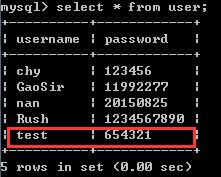 mysql> select * from user;
+----------+------------+
| username | password   |
+----------+------------+
| chy      | 123456     |
| GaoSir   | 11992277   |
| nan      | 20150825   |
| Rush     | 1234567890 |
| test     | 654321     |
+----------+------------+
5 rows in set (0.00 sec)